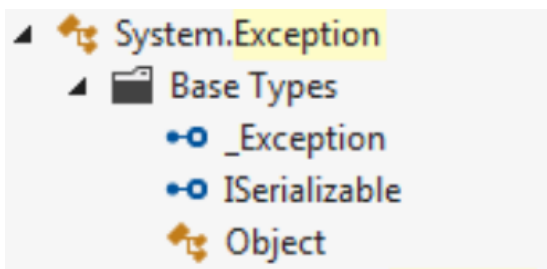 System.Exception
Base Types
_Exception
ISerializable
Object